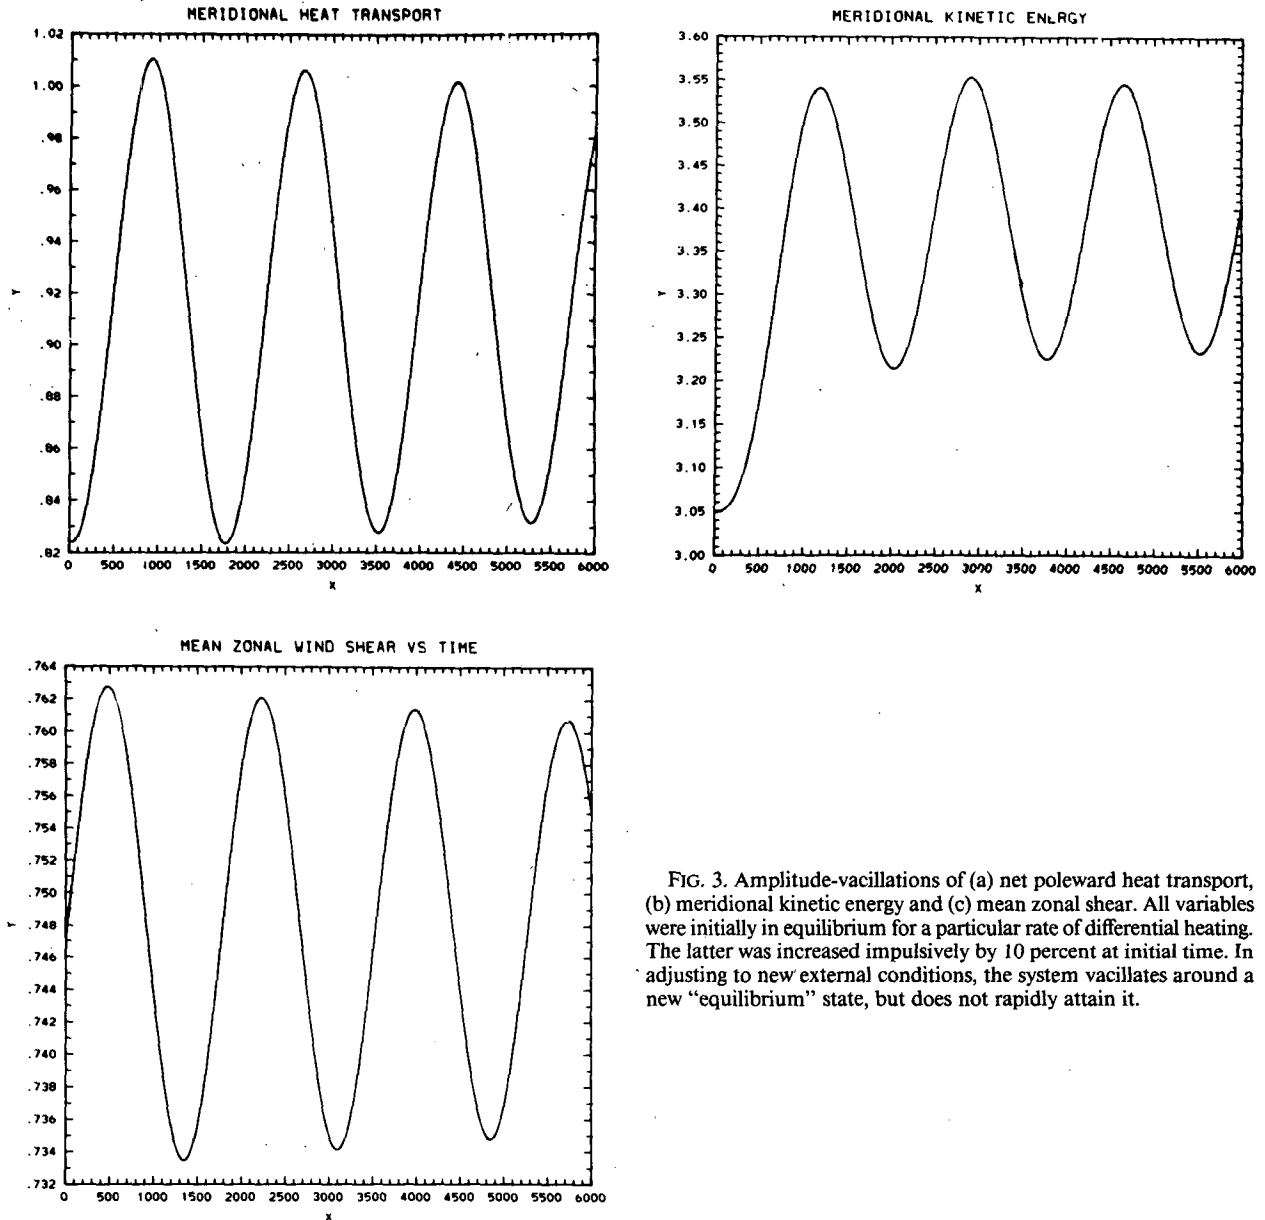 MERIDIONAL HEAT TRANSPORT
1.02
1.00
.98
.96
.94
.92
.90
.88
.86
.84
.82
Y
0 500 1000 1500 2000 2500 3000 3500 4000 4500 5000 5500 6000
X
MERIDIONAL KINETIC ENERGY
3.60
3.55
3.50
3.45
3.40
3.35
3.30
3.25
3.20
3.15
3.10
3.05
3.00
Y
0 500 1000 1500 2000 2500 3000 3500 4000 4500 5000 5500 6000
X
MEAN ZONAL WIND SHEAR VS TIME
.764
.762
.760
.758
.756
.754
.752
.750
.748
.746
.744
.742
.740
.738
.736
.734
.732
Y
0 500 1000 1500 2000 2500 3000 3500 4000 4500 5000 5500 6000
X
FIG. 3. Amplitude-vacillations of (a) net poleward heat transport,
(b) meridional kinetic energy and (c) mean zonal shear. All variables
were initially in equilibrium for a particular rate of differential heating.
The latter was increased impulsively by 10 percent at initial time. In
adjusting to new external conditions, the system vacillates around a
new “equilibrium” state, but does not rapidly attain it.